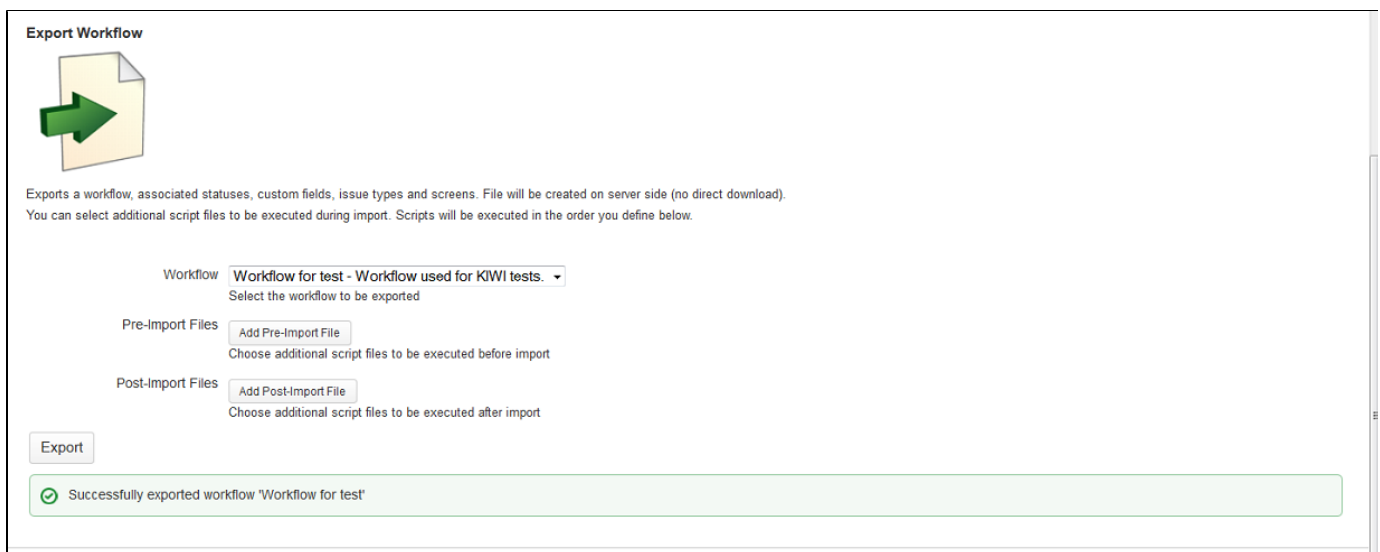 Export Workflow
Exports a workflow, associated statuses, custom fields, issue types and screens. File will be created on server side (no direct download).
You can select additional script files to be executed during import. Scripts will be executed in the order you define below.
Workflow Workflow for test - Workflow used for KIWI tests.
Select the workflow to be exported
Pre-Import Files Add Pre-Import File
Choose additional script files to be executed before import
Post-Import Files Add Post-Import File
Choose additional script files to be executed after import
Export
Successfully exported workflow 'Workflow for test'